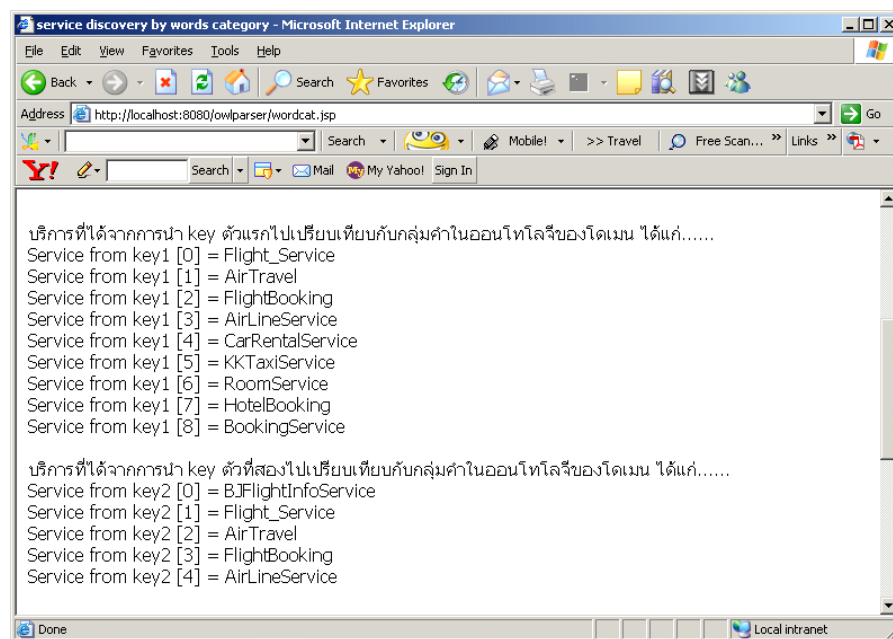 service discovery by words category - Microsoft Internet Explorer
File Edit View Favorites Tools Help
Back Search Favorites
Address http://localhost:8080/owlparser/wordcat.jsp Go
Search Mobile! >> Travel Free Scan... » Links »
Y! Search Mail My Yahoo! Sign In
บริการที่ได้จากการนำ key ตัวแรกไปเปรียบเทียบกับกลุ่มคำในออนโทโลจีของโดเมน ได้แก่......
Service from key1 [0] = Flight_Service
Service from key1 [1] = AirTravel
Service from key1 [2] = FlightBooking
Service from key1 [3] = AirLineService
Service from key1 [4] = CarRentalService
Service from key1 [5] = KKTaxiService
Service from key1 [6] = RoomService
Service from key1 [7] = HotelBooking
Service from key1 [8] = BookingService
บริการที่ได้จากการนำ key ตัวที่สองไปเปรียบเทียบกับกลุ่มคำในออนโทโลจีของโดเมน ได้แก่......
Service from key2 [0] = BJFlightInfoService
Service from key2 [1] = Flight_Service
Service from key2 [2] = AirTravel
Service from key2 [3] = FlightBooking
Service from key2 [4] = AirLineService
Done Local intranet